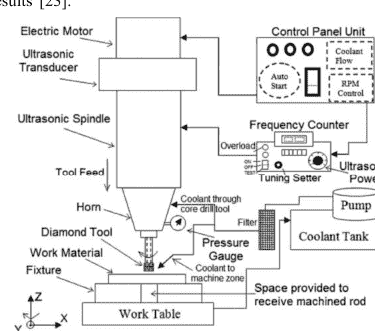 esults [23].
Electric Motor
Control Panel Unit
Ultrasonic
Transducer
Coolant
Flow
Auto
Start
RPM
Control
Ultrasonic Spindle
Frequency Counter
Overload
ON
OFF
TEST
Ultraso
Powe
Tuning Setter
Tool Feed
Coolant through
core drill tool
Horn
Filter
Pump
Diamond Tool
Pressure
Gauge
Coolant Tank
Work Material
Coolant to
machine zone
Fixture
Space provided to
receive machined rod
Z
X
Y
Work Table